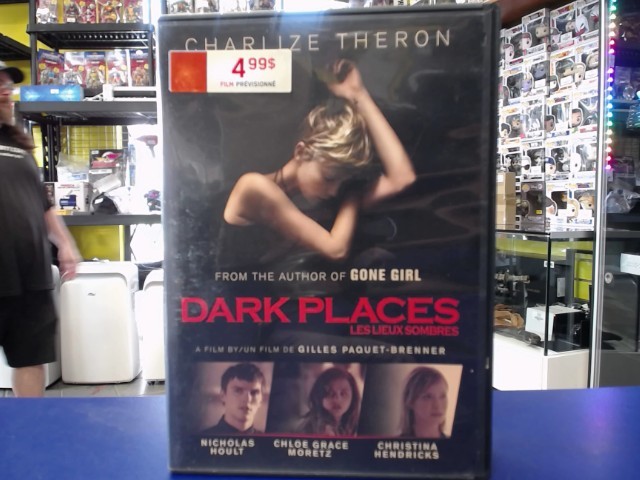 CHARLIZE THERON
4 99$
FILM PRÉVISIONNÉ
FROM THE AUTHOR OF GONE GIRL
DARK PLACES
LES LIEUX SOMBRES
A FILM BY/UN FILM DE GILLES PAQUET-BRENNER
NICHOLAS
HOULT
CHLOE GRACE
MORETZ
CHRISTINA
HENDRICKS